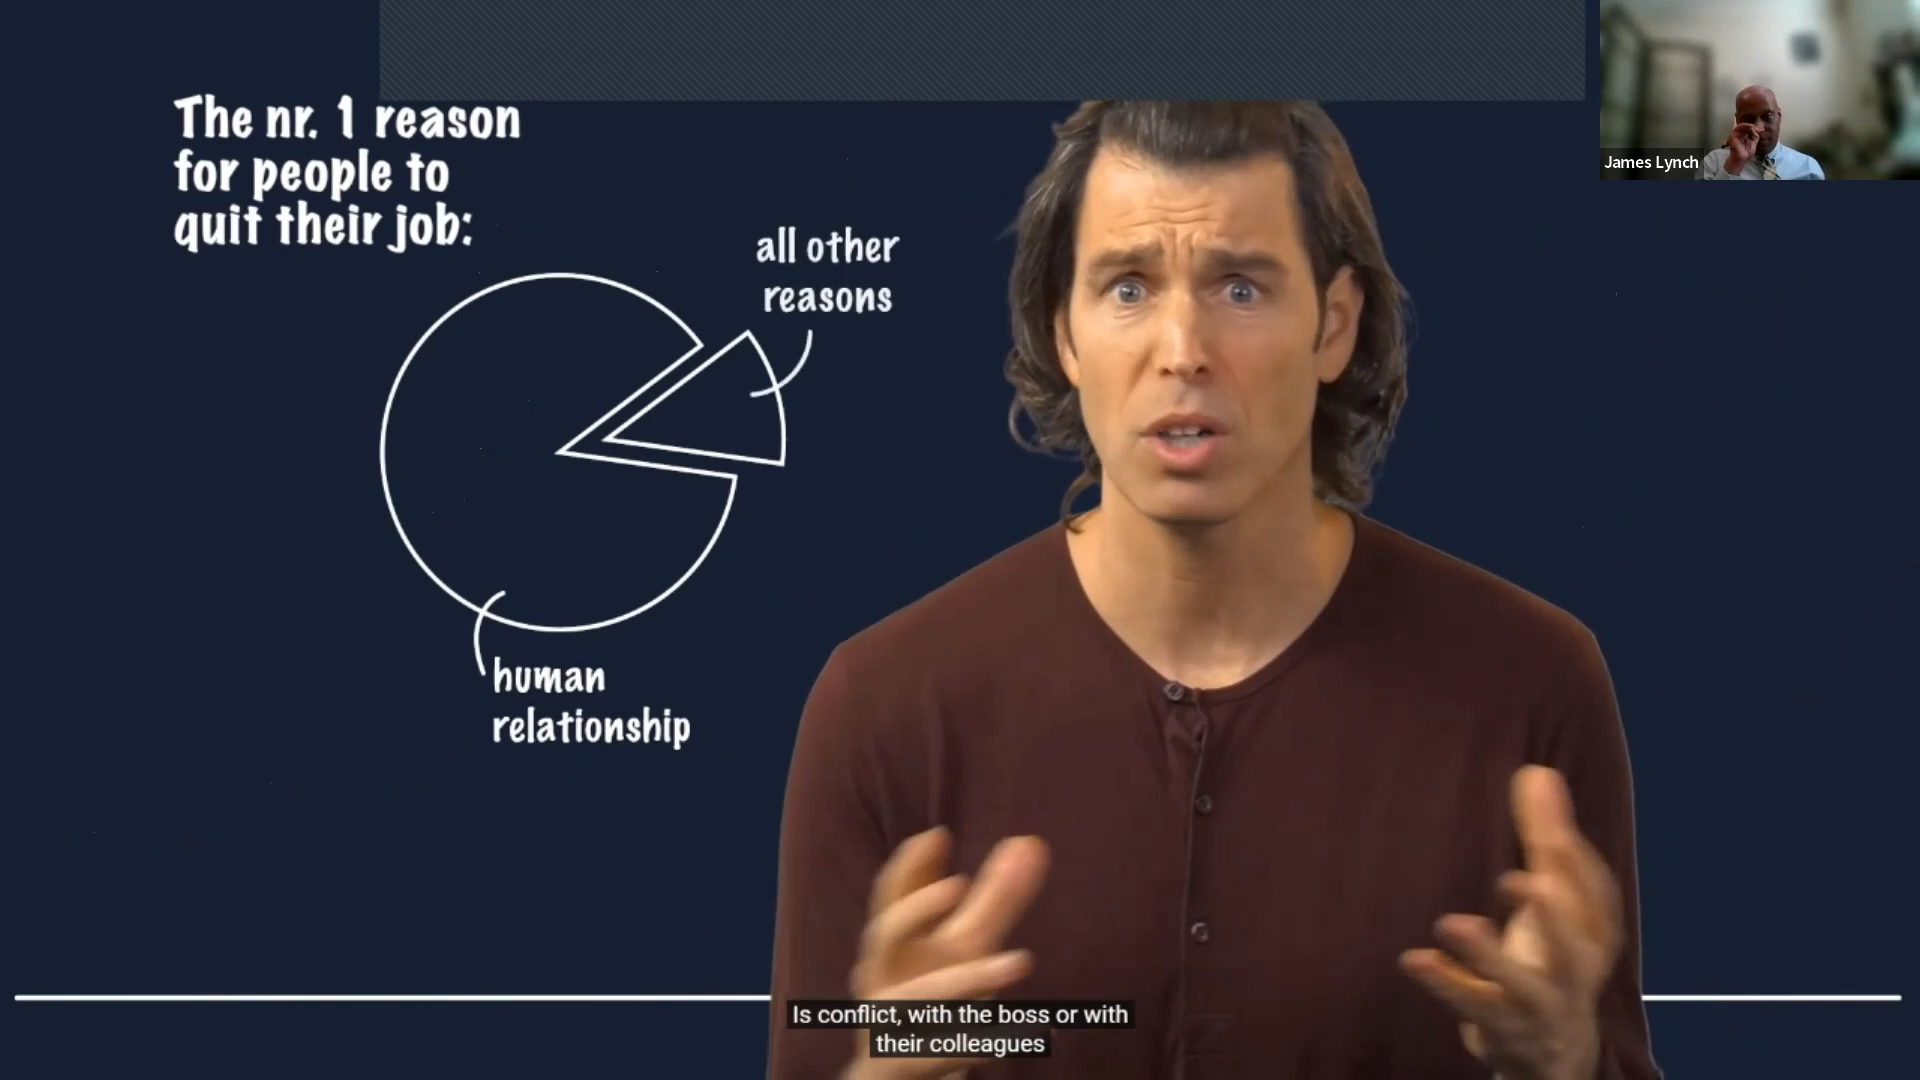 The nr. 1 reason
for people to
quit their job:
all other
reasons
human
relationship
James Lynch
Is conflict, with the boss or with
their colleagues